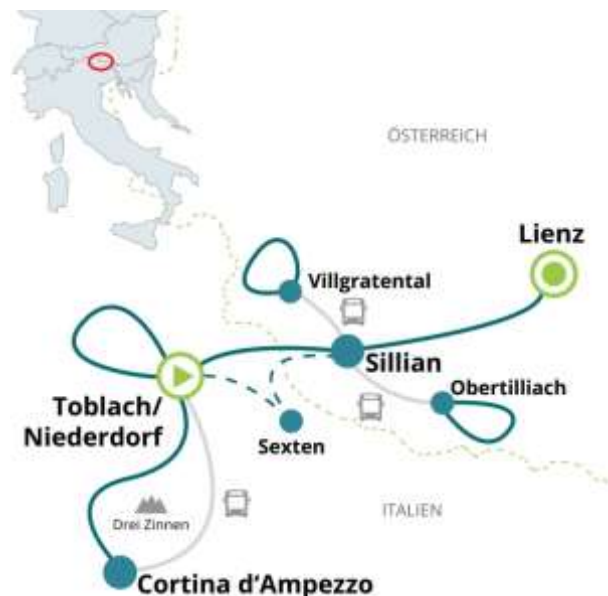 ÖSTERREICH
Lienz
Villgratental
Sillian
Toblach/
Niederdorf
Obertilliach
Sexten
Drei Zinnen
ITALIEN
Cortina d'Ampezzo